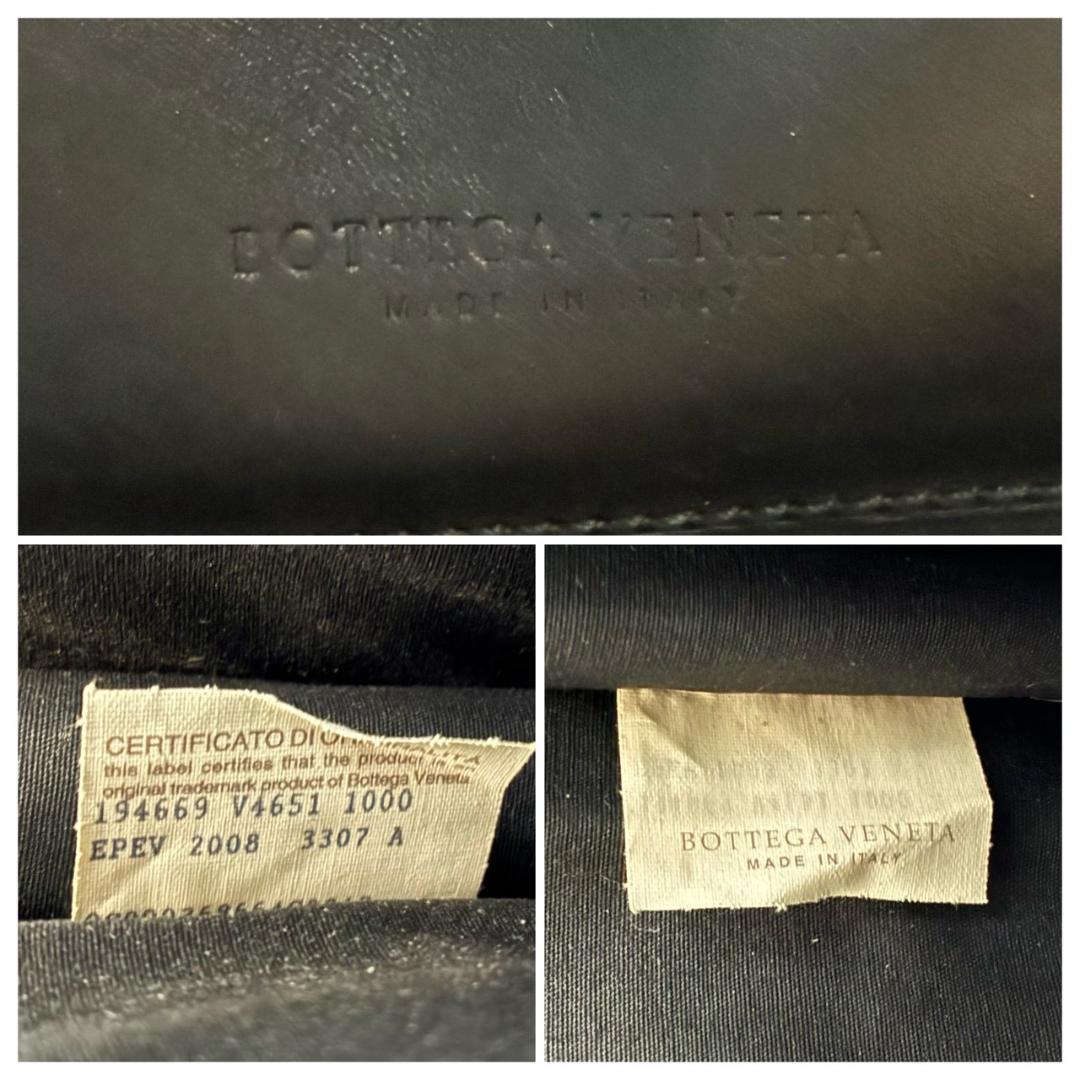 BOTTEGA VENETA
MADE IN ITALY
CERTIFICATO DI
this label certifies that the
original trademark product of Bottega Veneta
194669 V4651 1000
EPEV 2008 3307 A
BOTTEGA VENETA
MADE IN ITALY